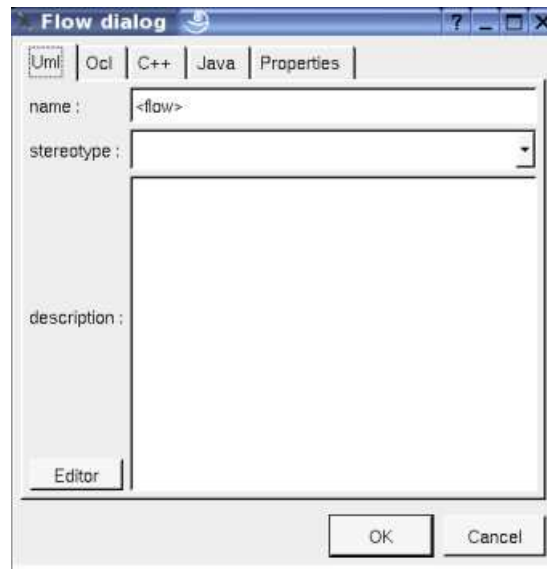 Flow dialog
Uml Ocl C++ Java Properties
name : <flow>
stereotype :
description :
Editor
OK Cancel